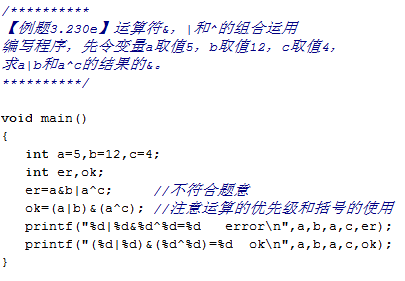 /**********
【例题3.230e】运算符&，|和^的组合运用
编写程序，先令变量a取值5，b取值12，c取值4，
求a|b和a^c的结果的&。
**********/
void main()
{
int a=5,b=12,c=4;
int er,ok;
er=a&b|a^c; //不符合题意
ok=(a|b)&(a^c); //注意运算的优先级和括号的使用
printf("%d|%d&%d^%d=%d error\n",a,b,a,c,er);
printf("(%d|%d)&(%d^%d)=%d ok\n",a,b,a,c,ok);
}